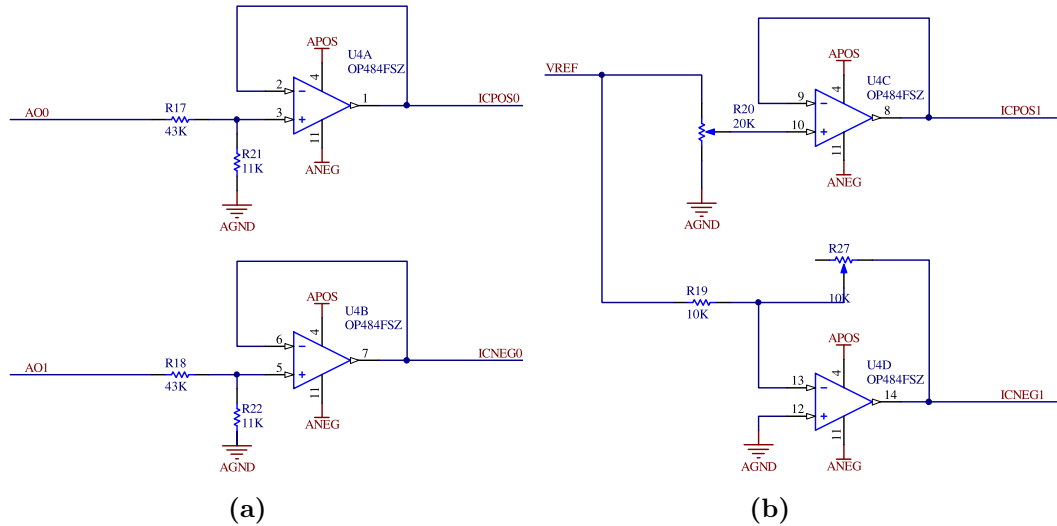 APOS
U4A
OP484FSZ
4
2
1
ICPOS0
AO0
R17
3
43K
11
R21
11K
ANEG
AGND
APOS
U4B
OP484FSZ
4
6
7
ICNEG0
AO1
R18
5
43K
11
R22
11K
ANEG
AGND
(a)
APOS
VREF
U4C
OP484FSZ
4
9
8
ICPOS1
R20
20K
10
11
ANEG
AGND
R27
10K
R19
10K
APOS
U4D
OP484FSZ
4
13
14
ICNEG1
12
11
AGND
ANEG
(b)